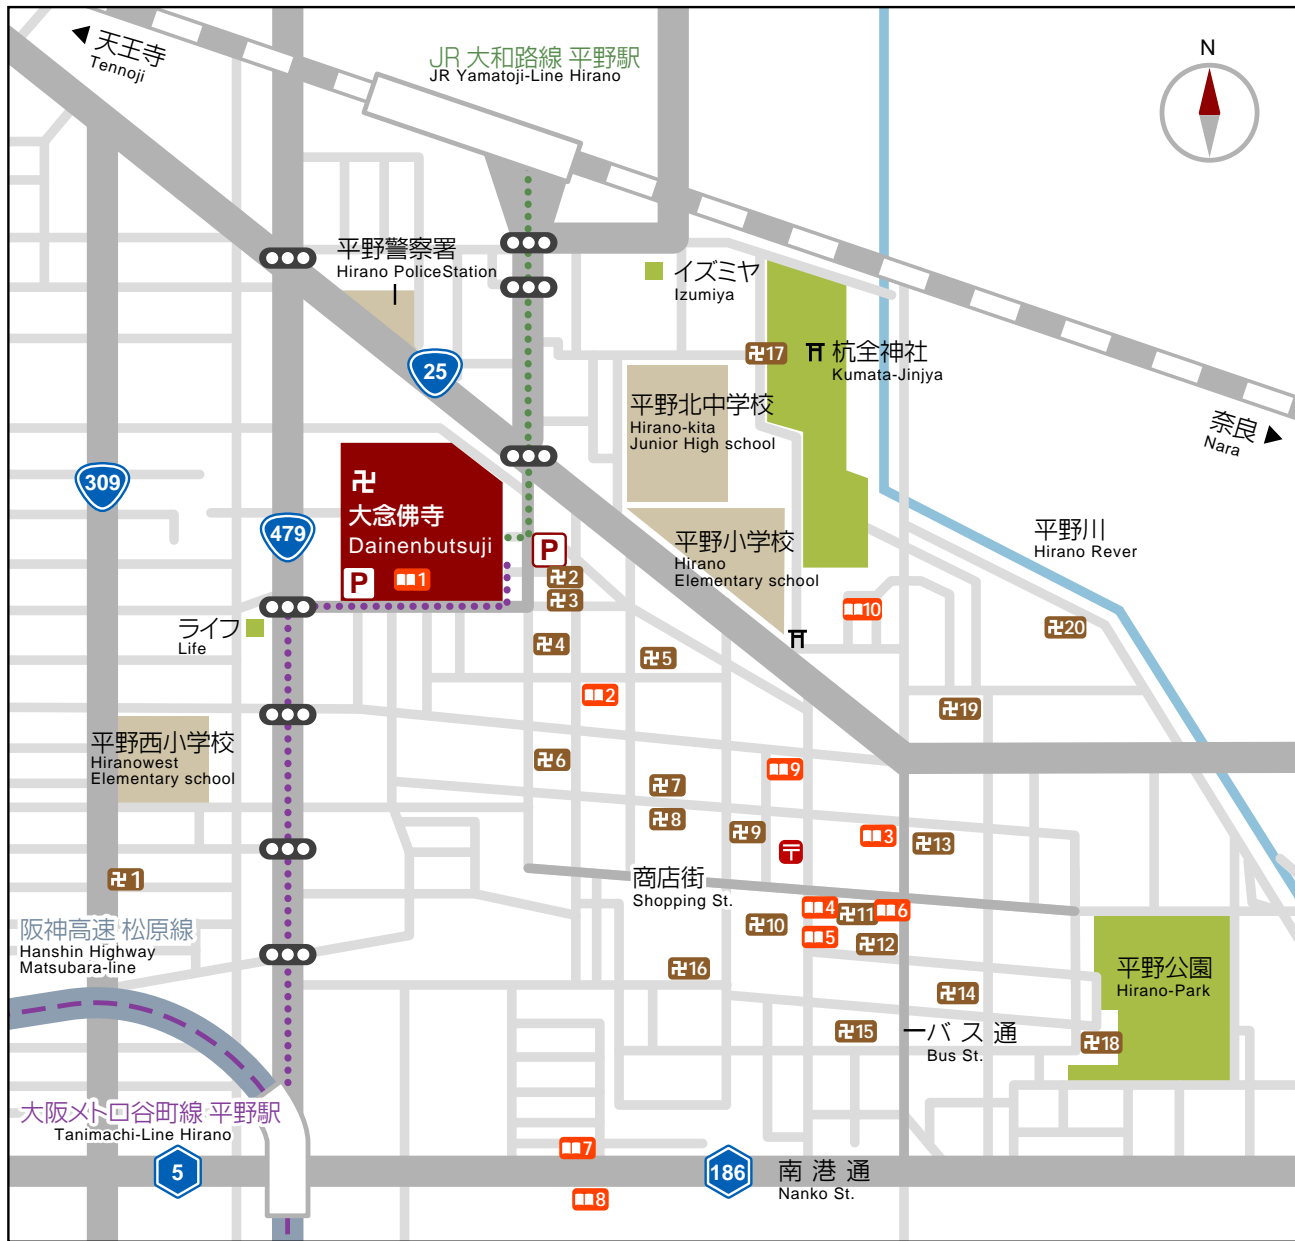 天王寺
Tennoji
JR 大和路線 平野駅
JR Yamatoji-Line Hirano
N
平野警察署
Hirano PoliceStation
イズミヤ
Izumiya
卍17
杭全神社
Kumata-Jinjya
25
平野北中学校
Hirano-kita
Junior High school
奈良
Nara
309
479
卍
大念佛寺
Dainenbutsuji
P
1
P
卍2
卍3
平野小学校
Hirano
Elementary school
平野川
Hirano Rever
10
卍20
ライフ
Life
卍4
卍5
2
卍19
平野西小学校
Hiranowest
Elementary school
卍6
9
卍7
卍8
卍9
〒
3
卍13
卍1
商店街
Shopping St.
4
卍11
6
卍10
5
卍12
阪神高速 松原線
Hanshin Highway
Matsubara-line
卍16
卍14
平野公園
Hirano-Park
卍15
一バス通
Bus St.
卍18
大阪メトロ谷町線 平野駅
Tanimachi-Line Hirano
5
7
186
南港通
Nanko St.
8